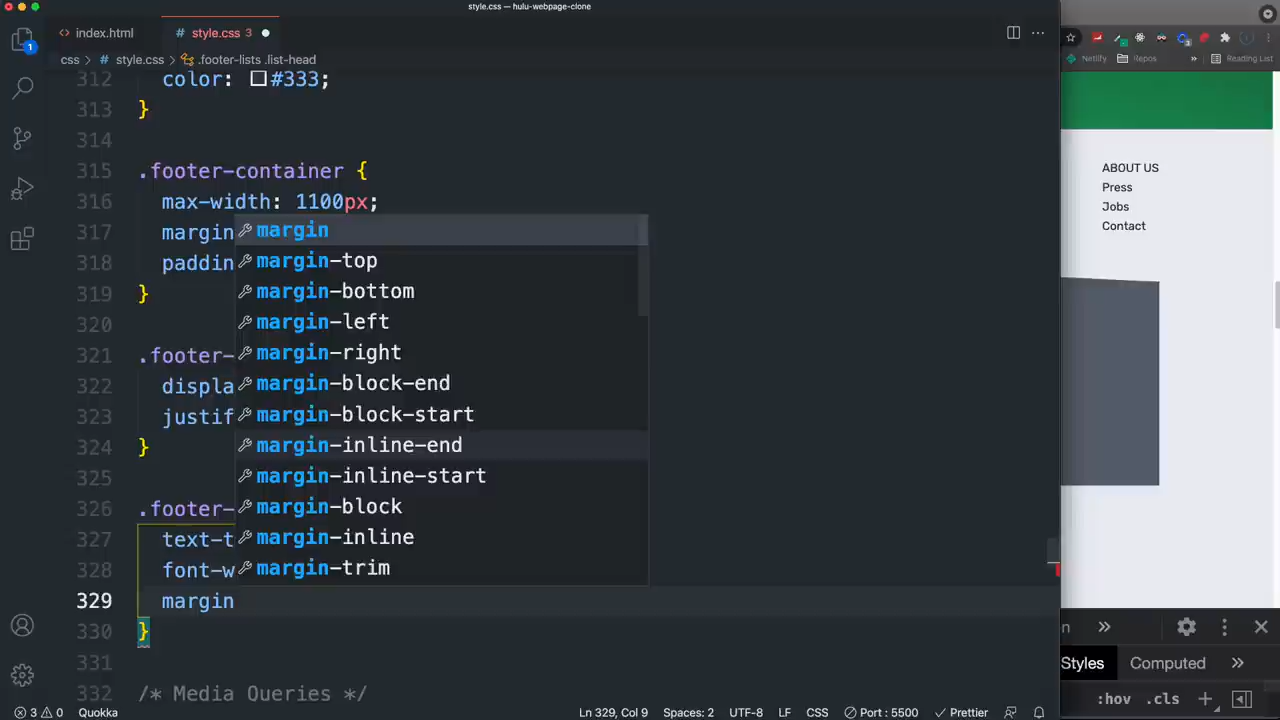 style.css — hulu-webpage-clone
index.html
style.css 3
css > style.css > .footer-lists .list-head
312 color: #333;
313 }
314
315 .footer-container {
316 max-width: 1100px;
317 margin
318 paddin
319 }
320
321 .footer-
322 displa
323 justif
324 }
325
326 .footer-
327 text-t
328 font-w
329 margin
330 }
331
332 /* Media Queries */
margin
margin-top
margin-bottom
margin-left
margin-right
margin-block-end
margin-block-start
margin-inline-end
margin-inline-start
margin-block
margin-inline
margin-trim
1
3 0 Quokka Ln 329, Col 9 Spaces: 2 UTF-8 LF CSS Port : 5500 Prettier
Netlify Repos » Reading List
ABOUT US
Press
Jobs
Contact
n »
Styles Computed »
:hov .cls +